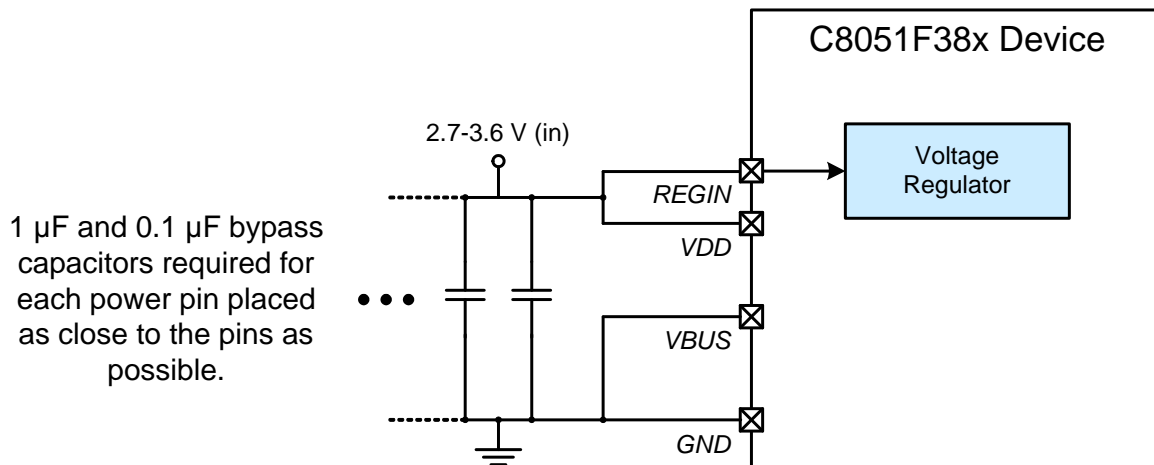 C8051F38x Device
2.7-3.6 V (in)
Voltage
Regulator
REGIN
VDD
1 µF and 0.1 µF bypass
capacitors required for
each power pin placed
as close to the pins as
possible.
VBUS
GND